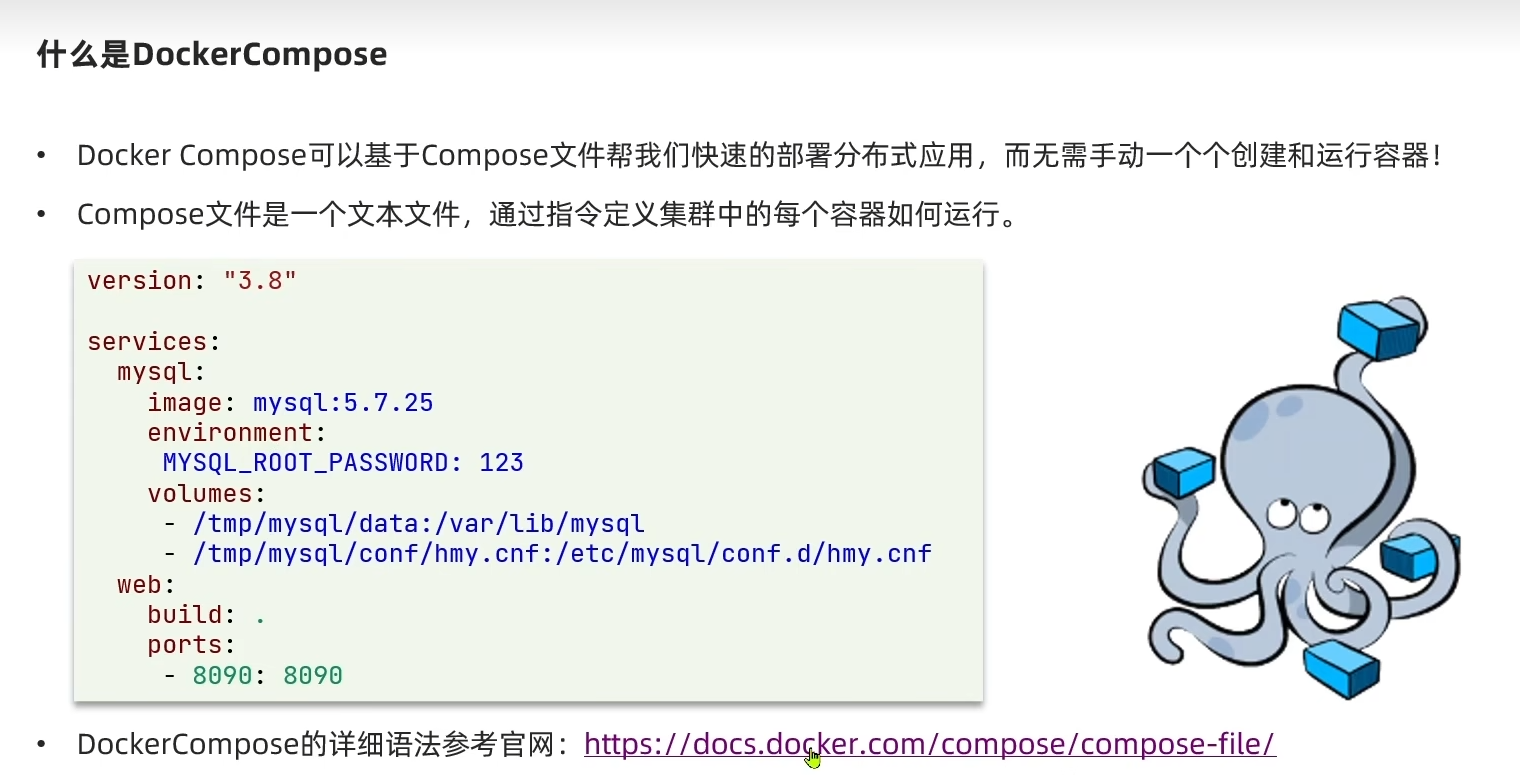 什么是DockerCompose
• Docker Compose可以基于Compose文件帮我们快速的部署分布式应用，而无需手动一个个创建和运行容器！
• Compose文件是一个文本文件，通过指令定义集群中的每个容器如何运行。
version: "3.8"
services:
  mysql:
    image: mysql:5.7.25
    environment:
     MYSQL_ROOT_PASSWORD: 123
    volumes:
     - /tmp/mysql/data:/var/lib/mysql
     - /tmp/mysql/conf/hmy.cnf:/etc/mysql/conf.d/hmy.cnf
  web:
    build: .
    ports:
     - 8090: 8090
• DockerCompose的详细语法参考官网：https://docs.docker.com/compose/compose-file/